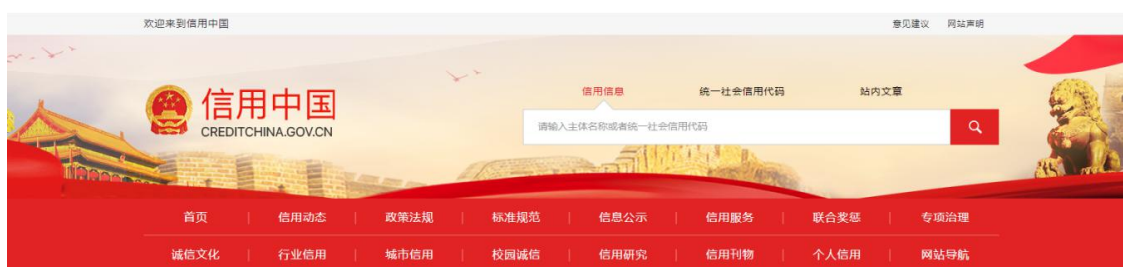 欢迎来到信用中国 意见建议 网站声明
信用信息 统一社会信用代码 站内文章
信用中国
CREDITCHINA.GOV.CN
请输入主体名称或者统一社会信用代码
首页 | 信用动态 | 政策法规 | 标准规范 | 信息公示 | 信用服务 | 联合奖惩 | 专项治理
诚信文化 | 行业信用 | 城市信用 | 校园诚信 | 信用研究 | 信用刊物 | 个人信用 | 网站导航